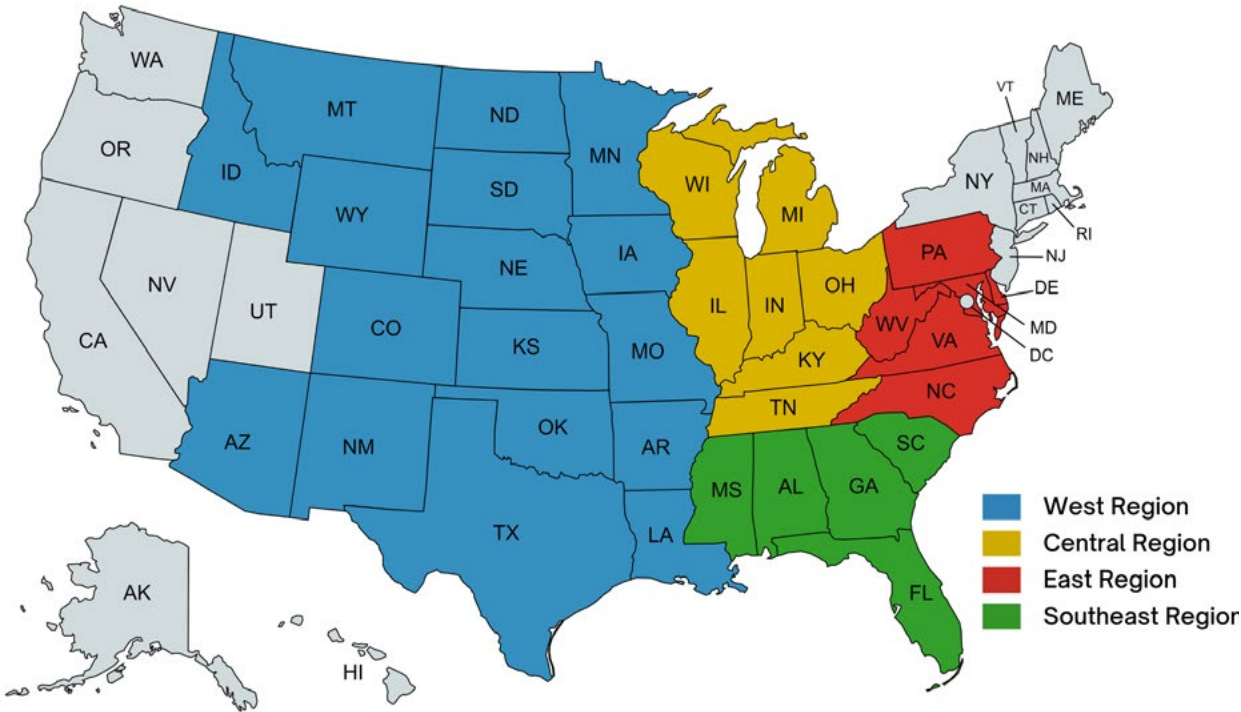 WA
MT
ND
MN
VT
ME
OR
ID
SD
WI
NH
NY
MA
WY
MI
CT
RI
IA
PA
NJ
NE
NV
OH
DE
UT
IL
IN
CO
WV
MD
CA
KS
MO
VA
DC
KY
NC
TN
OK
AZ
NM
AR
SC
MS
AL
GA
West Region
TX
LA
Central Region
East Region
AK
FL
Southeast Region
HI